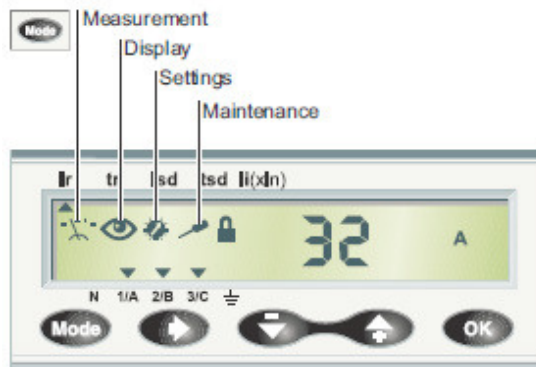 Mode
Measurement
Display
Settings
Maintenance
Ir tr Isd tsd Ii(xIn)
32 A
N 1/A 2/B 3/C
Mode OK